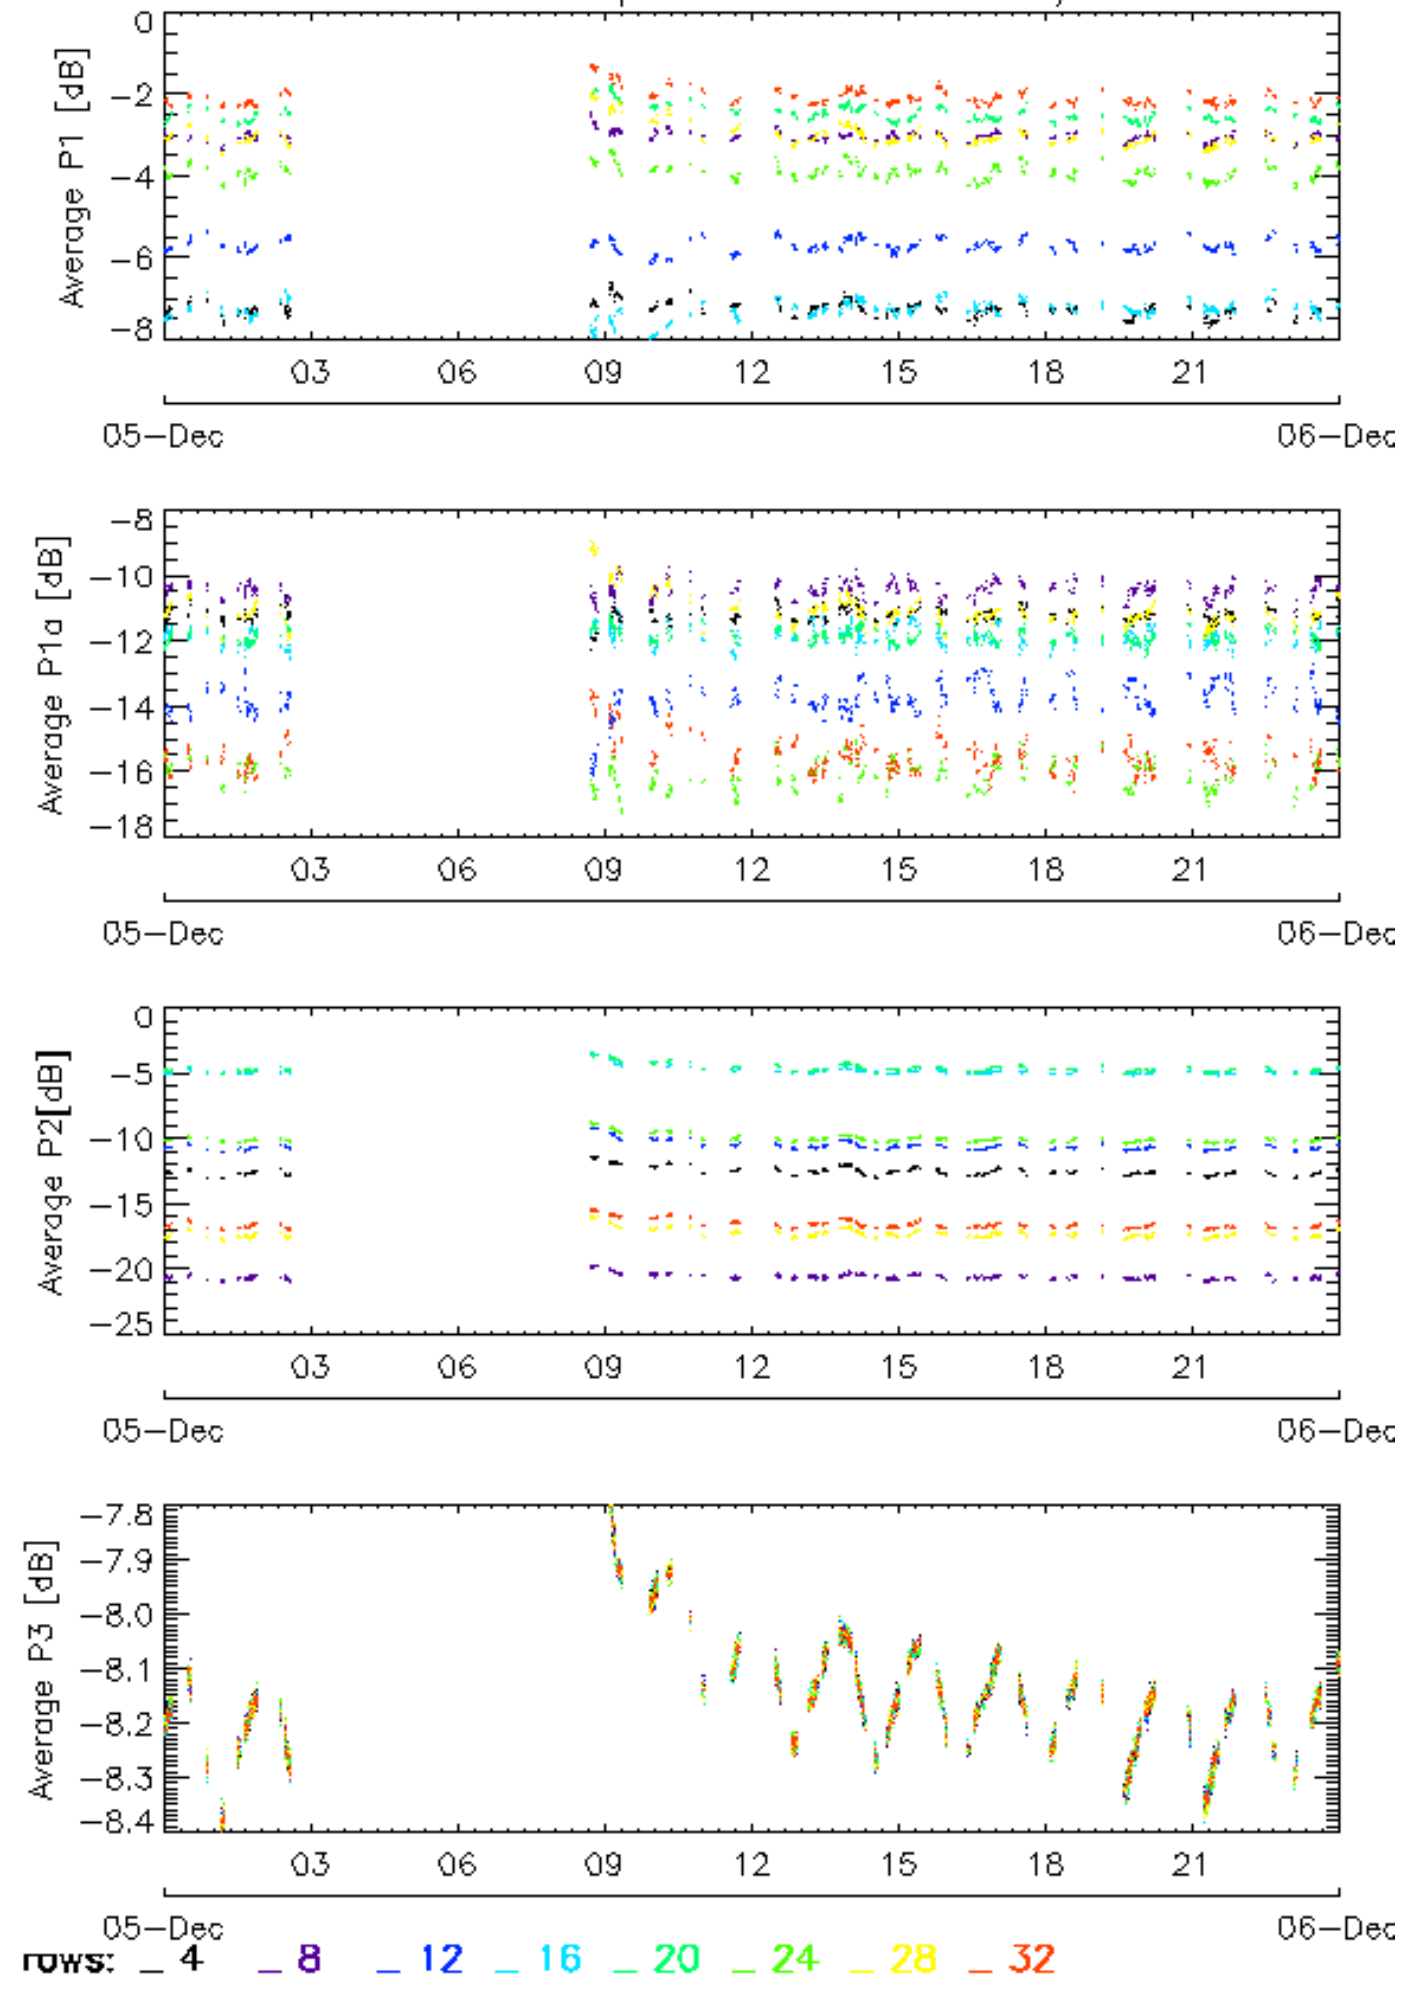 0
-2
-4
-6
-8
Average P1 [dB]
03 06 09 12 15 18 21
05-Dec 06-Dec
-8
-10
-12
-14
-16
-18
Average P1a [dB]
03 06 09 12 15 18 21
05-Dec 06-Dec
0
-5
-10
-15
-20
-25
Average P2[dB]
03 06 09 12 15 18 21
05-Dec 06-Dec
-7.8
-7.9
-8.0
-8.1
-8.2
-8.3
-8.4
Average P3 [dB]
03 06 09 12 15 18 21
05-Dec 06-Dec
rows: _ 4 _ 8 _ 12 _ 16 _ 20 _ 24 _ 28 _ 32